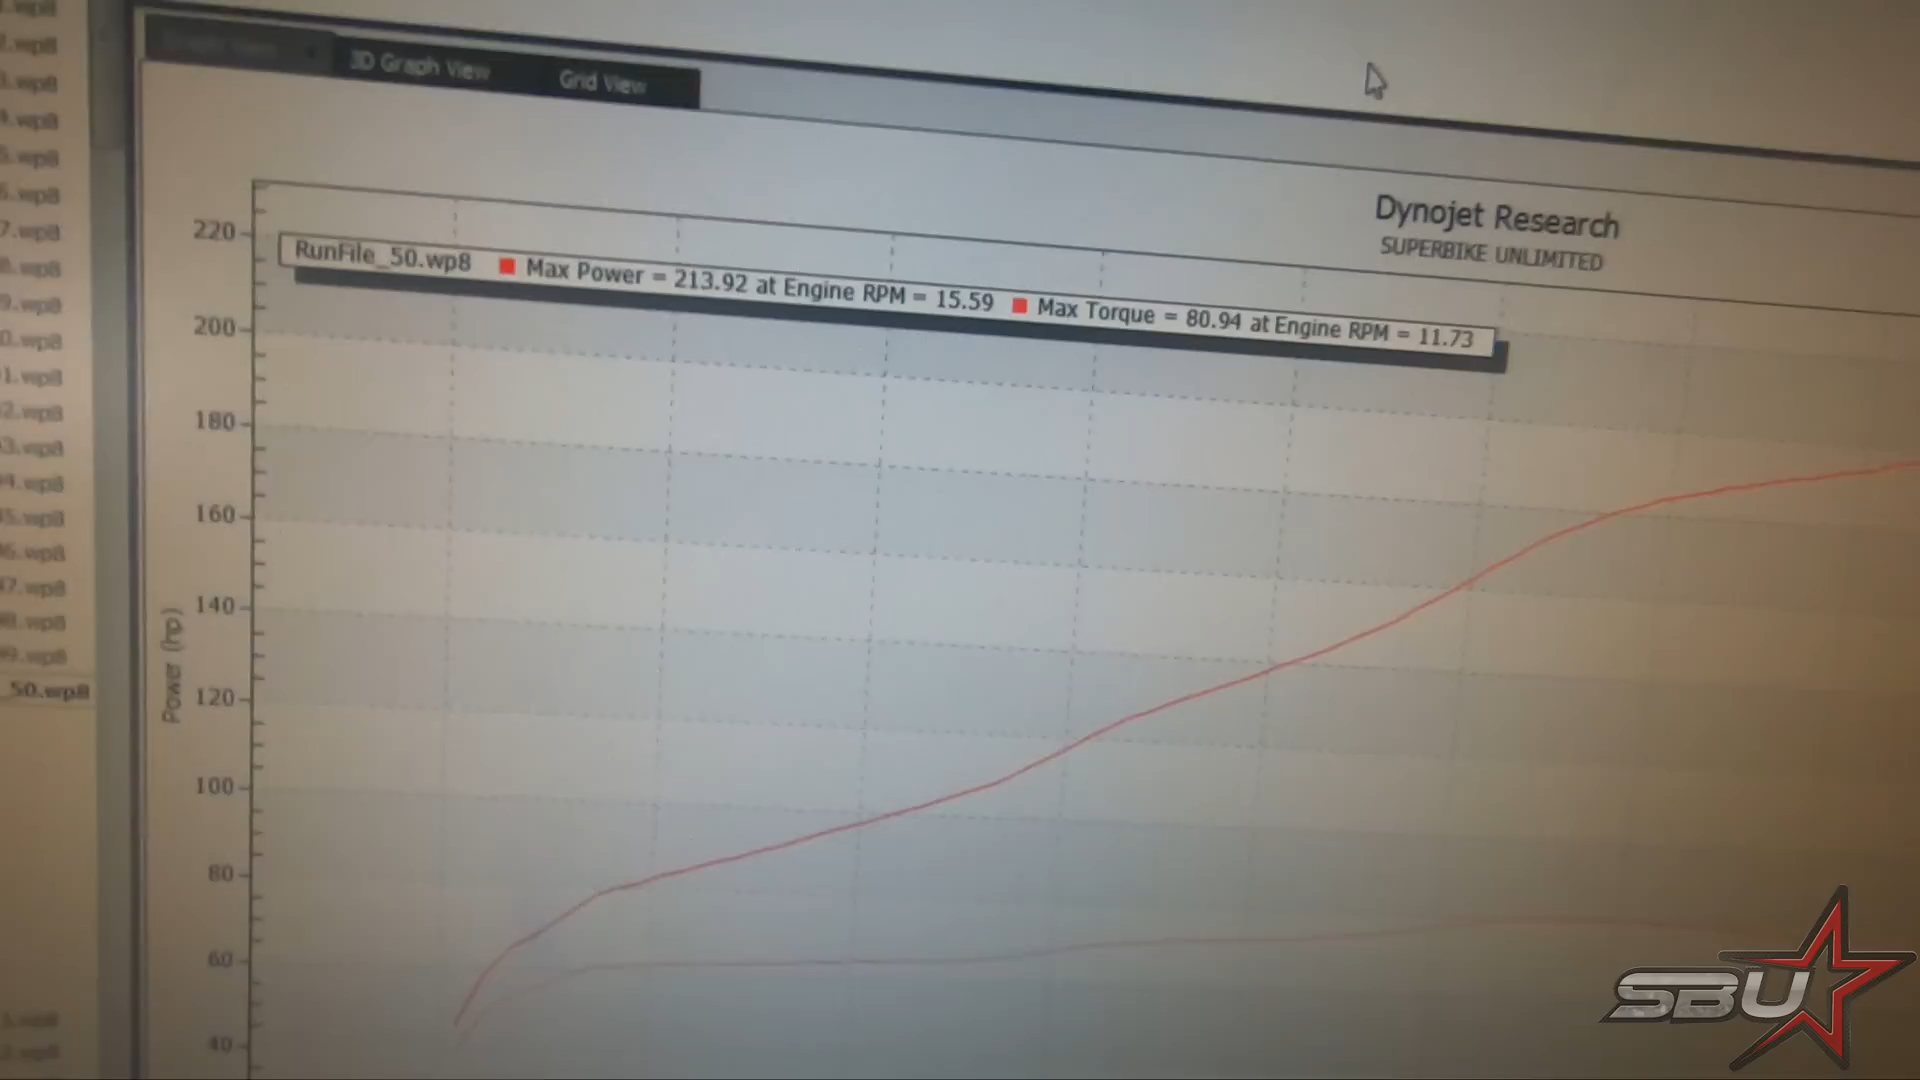 3D Graph View
Grid View
Dynojet Research
SUPERBIKE UNLIMITED
RunFile_50.wp8 Max Power = 213.92 at Engine RPM = 15.59 Max Torque = 80.94 at Engine RPM = 11.73
220
200
180
160
140
120
100
80
60
40
Power (hp)
_50.wp8
SBU